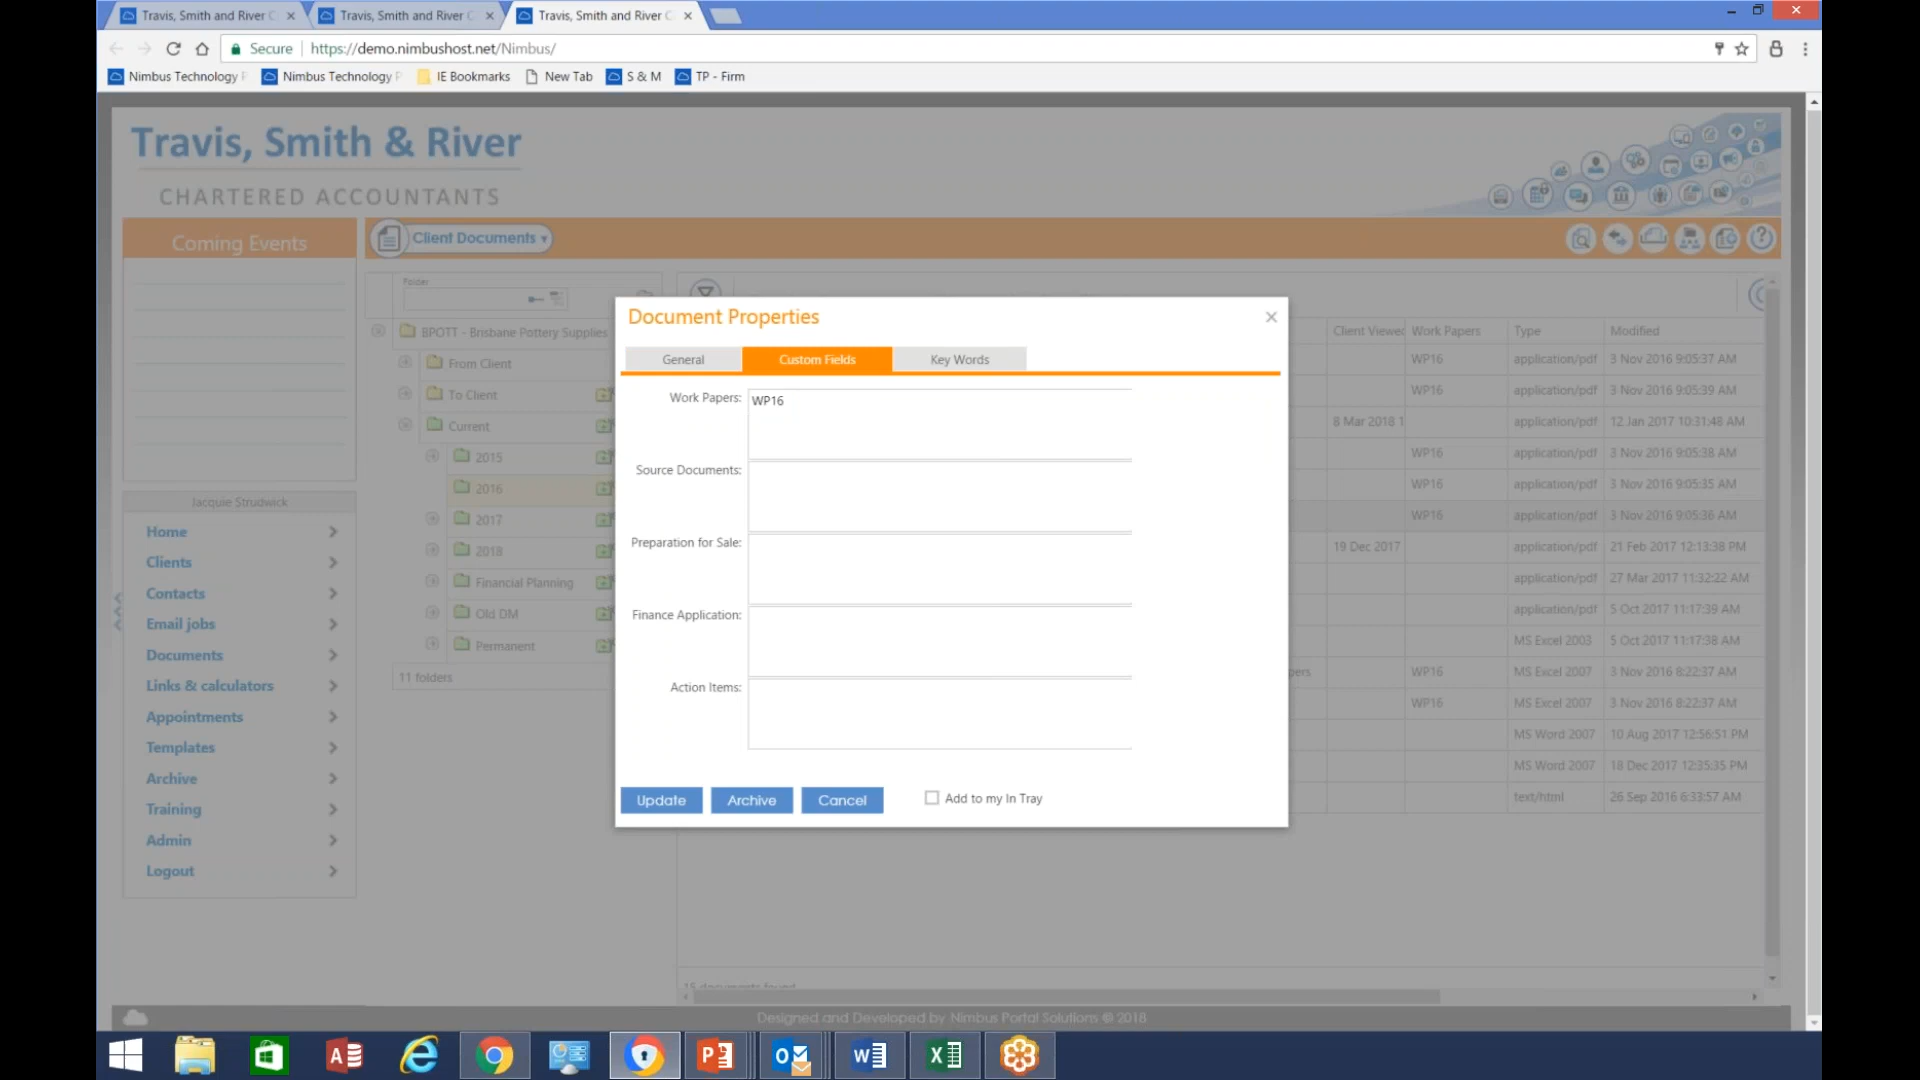 Travis, Smith and River C
Travis, Smith and River C
Travis, Smith and River C
Secure
https://demo.nimbushost.net/Nimbus/
Nimbus Technology P
Nimbus Technology P
IE Bookmarks
New Tab
S & M
TP - Firm
Travis, Smith & River
CHARTERED ACCOUNTANTS
Coming Events
Client Documents
Folder
BPOTT - Brisbane Pottery Supplies
From Client
To Client
Current
2015
2016
2017
2018
Financial Planning
Old DM
Permanent
11 folders
Jacquie Strudwick
Home
Clients
Contacts
Email jobs
Documents
Links & calculators
Appointments
Templates
Archive
Training
Admin
Logout
Document Properties
General
Custom Fields
Key Words
Work Papers:
WP16
Source Documents:
Preparation for Sale:
Finance Application:
Action Items:
Update
Archive
Cancel
Add to my In Tray
Client Viewed Work Papers Type Modified
WP16 application/pdf 3 Nov 2016 9:05:37 AM
WP16 application/pdf 3 Nov 2016 9:05:39 AM
8 Mar 2018 1 application/pdf 12 Jan 2017 10:31:48 AM
WP16 application/pdf 3 Nov 2016 9:05:38 AM
WP16 application/pdf 3 Nov 2016 9:05:35 AM
WP16 application/pdf 3 Nov 2016 9:05:36 AM
19 Dec 2017 application/pdf 21 Feb 2017 12:13:38 PM
application/pdf 27 Mar 2017 11:32:22 AM
application/pdf 5 Oct 2017 11:17:39 AM
MS Excel 2003 5 Oct 2017 11:17:38 AM
pers WP16 MS Excel 2007 3 Nov 2016 8:22:37 AM
WP16 MS Excel 2007 3 Nov 2016 8:22:37 AM
MS Word 2007 10 Aug 2017 12:56:51 PM
MS Word 2007 18 Dec 2017 12:35:35 PM
text/html 26 Sep 2016 6:33:57 AM
15 documents found
Designed and Developed by Nimbus Portal Solutions © 2018